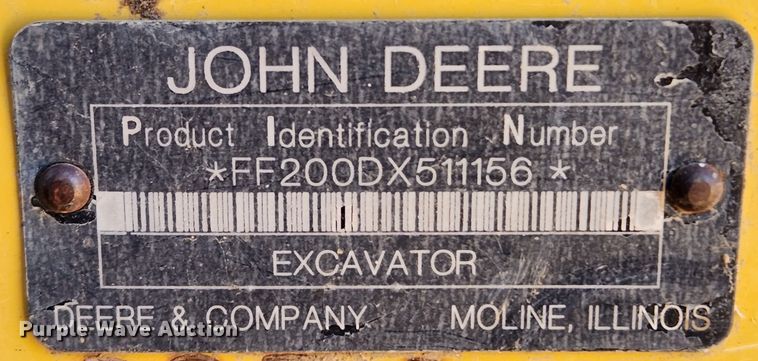 JOHN DEERE
Product Identification Number
*FF200DX511156*
EXCAVATOR
DEERE & COMPANY MOLINE, ILLINOIS
Purple Wave Auction